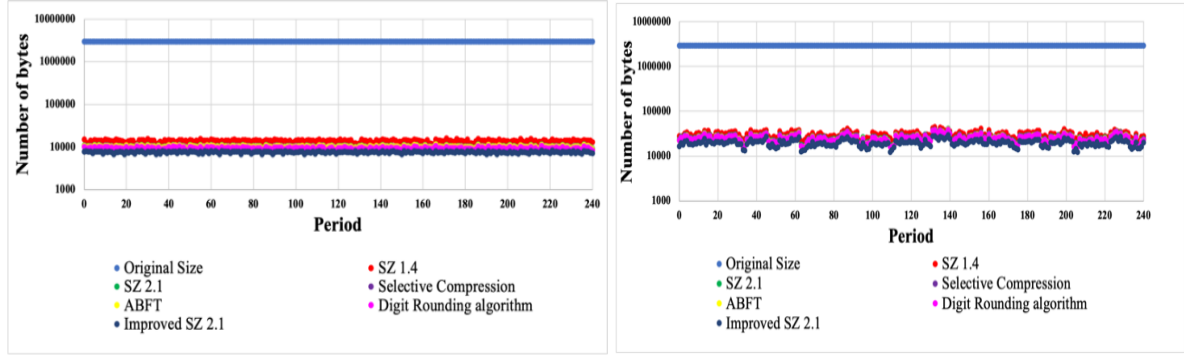 Number of bytes
10000000
1000000
100000
10000
1000
0 20 40 60 80 100 120 140 160 180 200 220 240
Period
Original Size SZ 1.4
SZ 2.1 Selective Compression
ABFT Digit Rounding algorithm
Improved SZ 2.1
Number of bytes
10000000
1000000
100000
10000
1000
0 20 40 60 80 100 120 140 160 180 200 220 240
Period
Original Size SZ 1.4
SZ 2.1 Selective Compression
ABFT Digit Rounding algorithm
Improved SZ 2.1